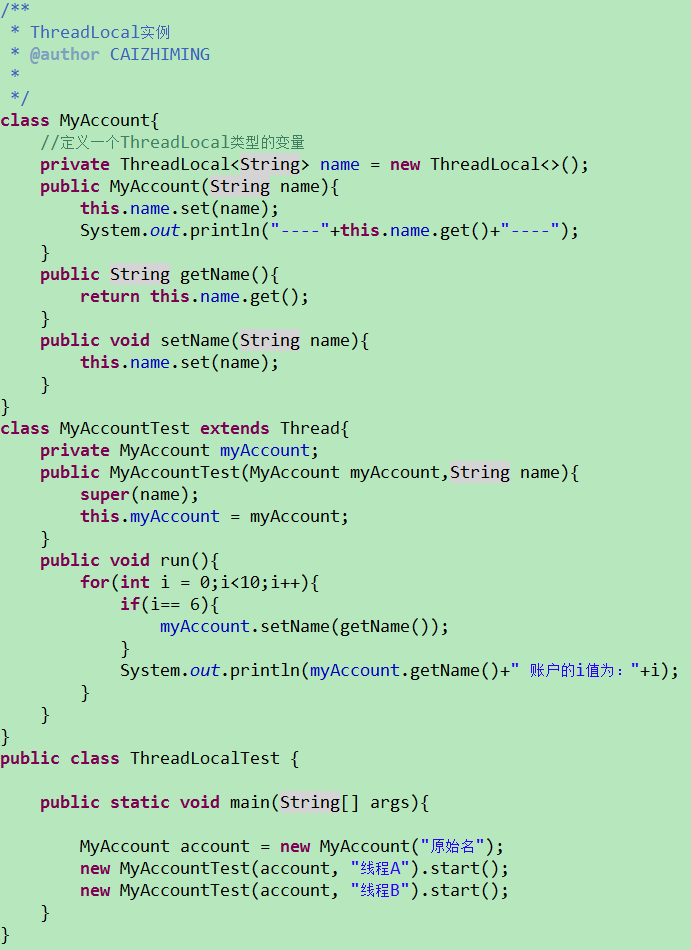 /**
 * ThreadLocal实例
 * @author CAIZHIMING
 *
 */
class MyAccount{
    //定义一个ThreadLocal类型的变量
    private ThreadLocal<String> name = new ThreadLocal<>();
    public MyAccount(String name){
        this.name.set(name);
        System.out.println("----"+this.name.get()+"----");
    }
    public String getName(){
        return this.name.get();
    }
    public void setName(String name){
        this.name.set(name);
    }
}
class MyAccountTest extends Thread{
    private MyAccount myAccount;
    public MyAccountTest(MyAccount myAccount,String name){
        super(name);
        this.myAccount = myAccount;
    }
    public void run(){
        for(int i = 0;i<10;i++){
            if(i== 6){
                myAccount.setName(getName());
            }
            System.out.println(myAccount.getName()+" 账户的i值为："+i);
        }
    }
}
public class ThreadLocalTest {

    public static void main(String[] args){

        MyAccount account = new MyAccount("原始名");
        new MyAccountTest(account, "线程A").start();
        new MyAccountTest(account, "线程B").start();
    }
}